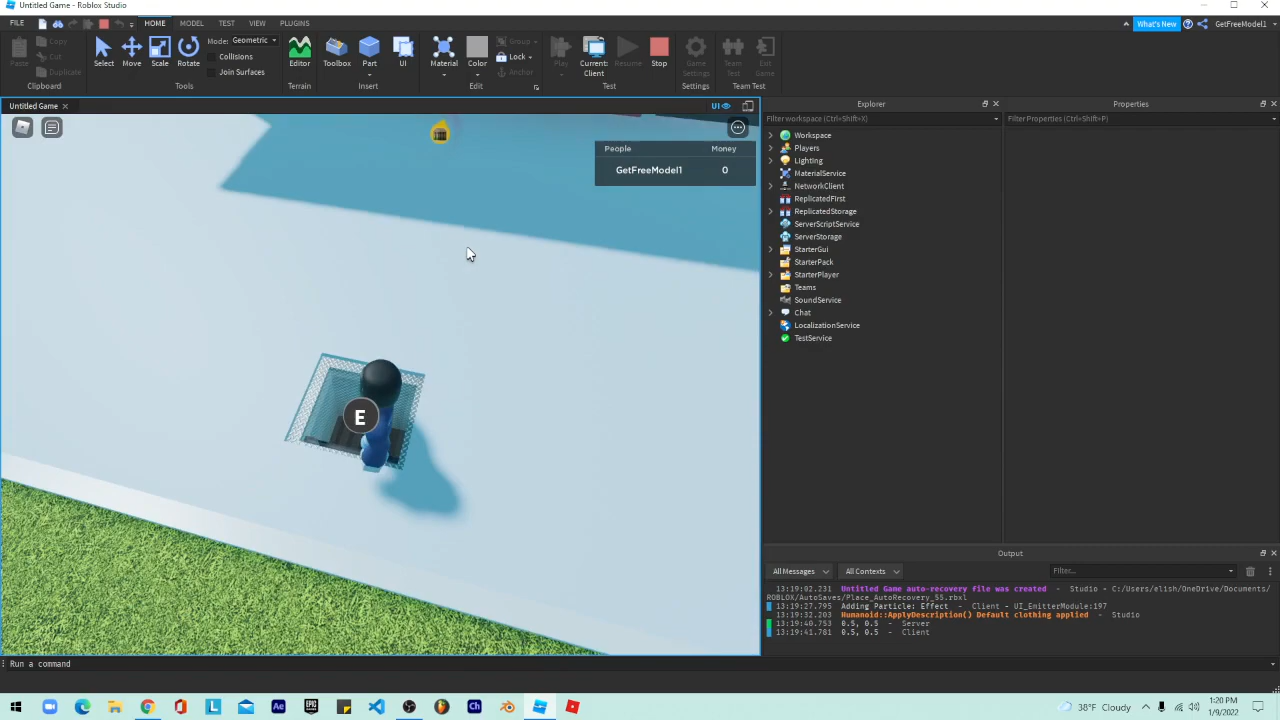 Untitled Game - Roblox Studio
FILE
HOME
MODEL
TEST
VIEW
PLUGINS
What's New
GetFreeModel1
Paste
Copy
Cut
Duplicate
Clipboard
Select
Move
Scale
Rotate
Mode: Geometric
Collisions
Join Surfaces
Tools
Editor
Terrain
Toolbox
Part
UI
Insert
Material
Color
Group
Lock
Anchor
Edit
Play
Current:
Client
Resume
Stop
Test
Game
Settings
Settings
Team
Test
Exit
Game
Team Test
Untitled Game
UI
People Money
GetFreeModel1 0
E
Explorer
Filter workspace (Ctrl+Shift+X)
Workspace
Players
Lighting
MaterialService
NetworkClient
ReplicatedFirst
ReplicatedStorage
ServerScriptService
ServerStorage
StarterGui
StarterPack
StarterPlayer
Teams
SoundService
Chat
LocalizationService
TestService
Properties
Filter Properties (Ctrl+Shift+P)
Output
All Messages
All Contexts
Filter...
13:19:02.231 Untitled Game auto-recovery file was created - Studio - C:/Users/elish/OneDrive/Documents/
ROBLOX/AutoSaves/Place_AutoRecovery_55.rbxl
13:19:27.795 Adding Particle: Effect - Client - UI_EmitterModule:197
13:19:32.203 Humanoid::ApplyDescription() Default clothing applied - Studio
13:19:40.753 0.5, 0.5 - Server
13:19:41.781 0.5, 0.5 - Client
Run a command
L
Ae
EPIC
Ch
38°F Cloudy
1:20 PM
1/9/2022